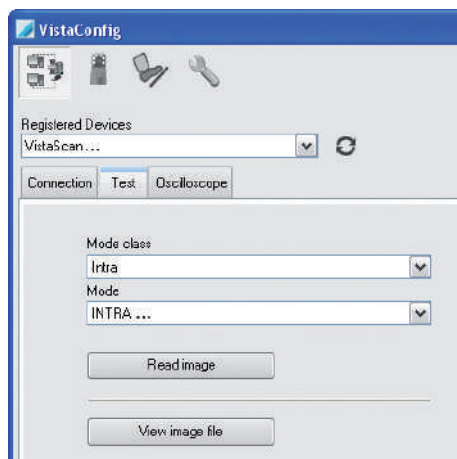 VistaConfig
Registered Devices
VistaScan...
Connection Test Oscilloscope
Mode class
Intra
Mode
INTRA ...
Read image
View image file